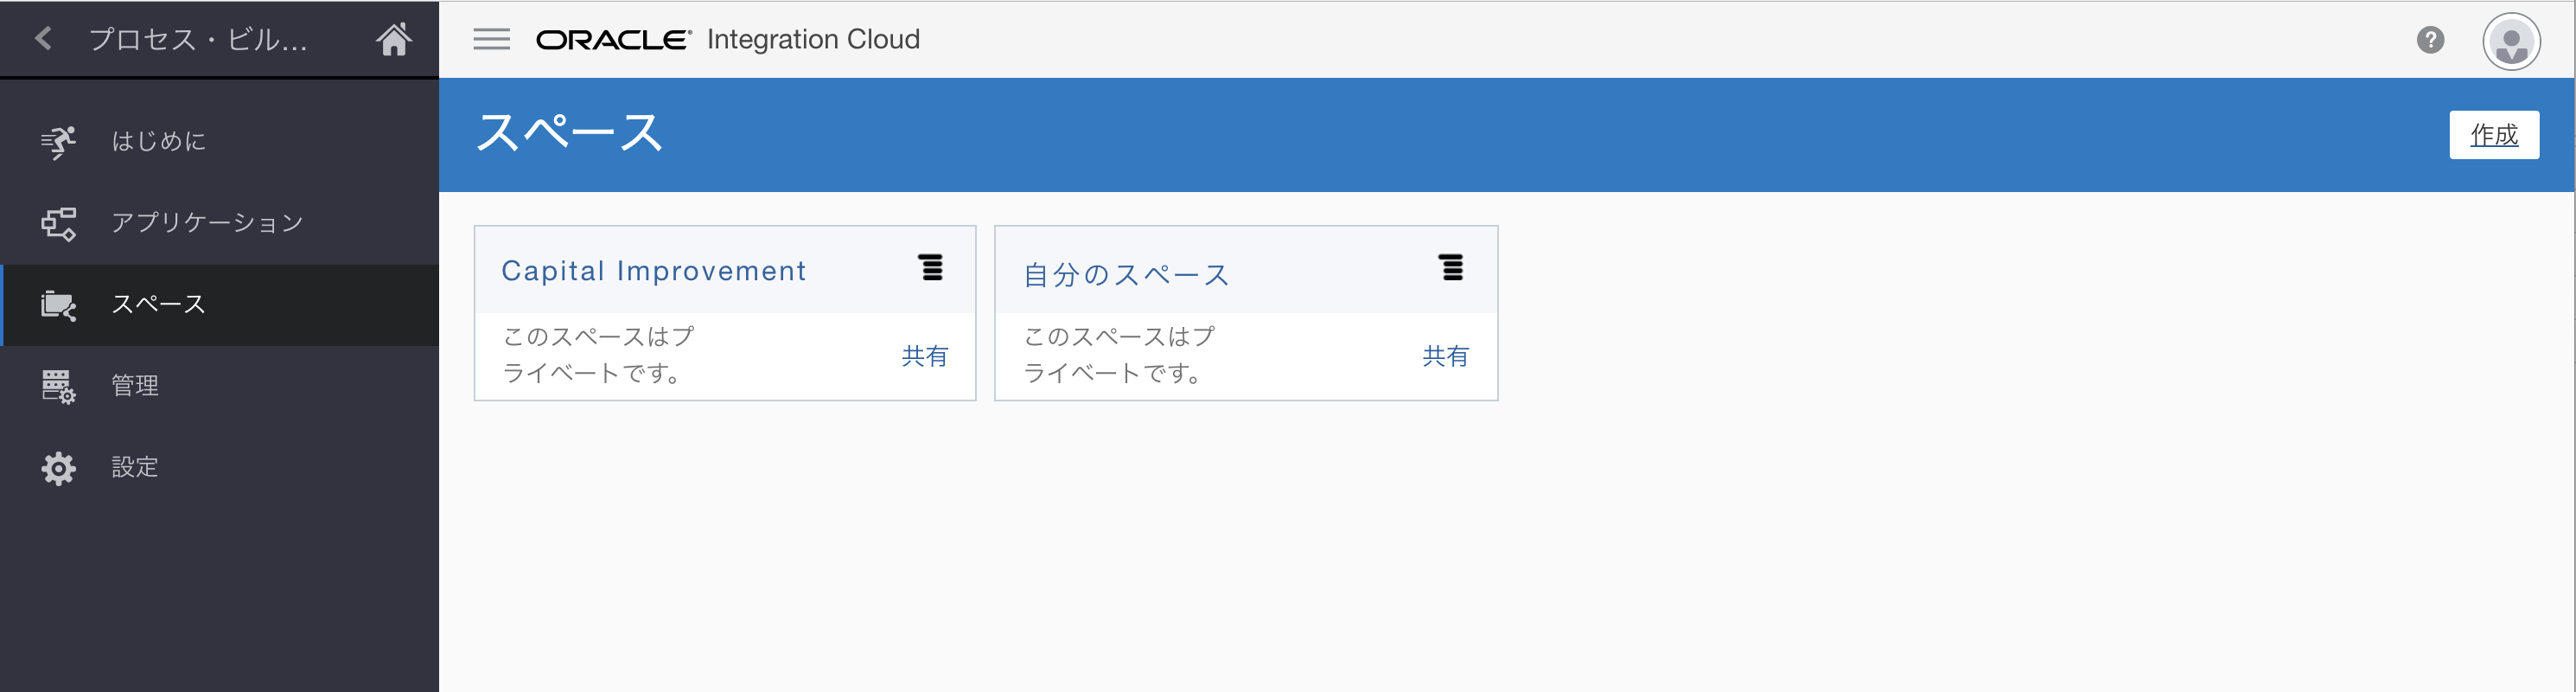 プロセス・ビル...
はじめに
アプリケーション
スペース
管理
設定
ORACLE Integration Cloud
?
スペース
作成
Capital Improvement
このスペースはプ
ライベートです。
共有
自分のスペース
このスペースはプ
ライベートです。
共有